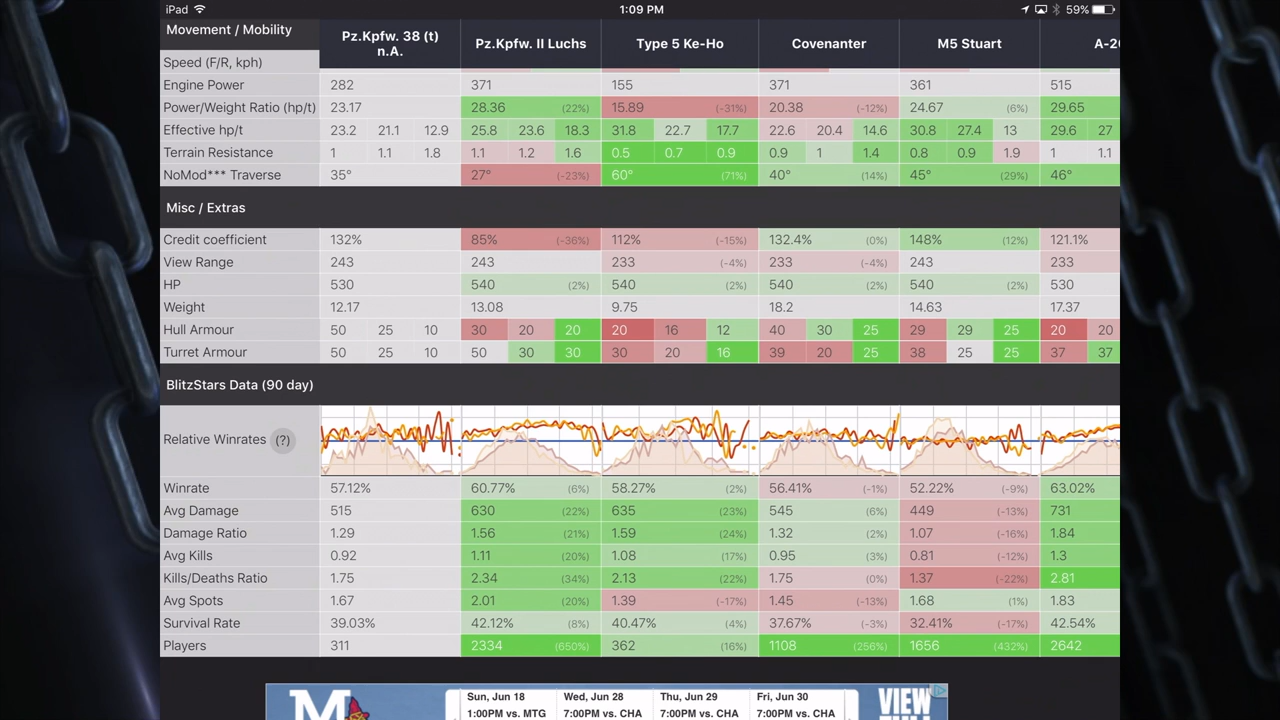 iPad 1:09 PM 59%
Movement / Mobility Pz.Kpfw. 38 (t) n.A. Pz.Kpfw. II Luchs Type 5 Ke-Ho Covenanter M5 Stuart
Speed (F/R, kph)
Engine Power 282 371 155 371 361 515
Power/Weight Ratio (hp/t) 23.17 28.36 (22%) 15.89 (-31%) 20.38 (-12%) 24.67 (6%) 29.65
Effective hp/t 23.2 21.1 12.9 25.8 23.6 18.3 31.8 22.7 17.7 22.6 20.4 14.6 30.8 27.4 13 29.6 27
Terrain Resistance 1 1.1 1.8 1.1 1.2 1.6 0.5 0.7 0.9 0.9 1 1.4 0.8 0.9 1.9 1 1.1
NoMod*** Traverse 35° 27° (-23%) 60° (71%) 40° (14%) 45° (29%) 46°
Misc / Extras
Credit coefficient 132% 85% (-36%) 112% (-15%) 132.4% (0%) 148% (12%) 121.1%
View Range 243 243 233 (-4%) 233 (-4%) 243 233
HP 530 540 (2%) 540 (2%) 540 (2%) 540 (2%) 530
Weight 12.17 13.08 9.75 18.2 14.63 17.37
Hull Armour 50 25 10 30 20 20 20 16 12 40 30 25 29 29 25 20 20
Turret Armour 50 25 10 50 30 30 30 20 16 39 20 25 38 25 25 37 37
BlitzStars Data (90 day)
Relative Winrates (?)
Winrate 57.12% 60.77% (6%) 58.27% (2%) 56.41% (-1%) 52.22% (-9%) 63.02%
Avg Damage 515 630 (22%) 635 (23%) 545 (6%) 449 (-13%) 731
Damage Ratio 1.29 1.56 (21%) 1.59 (24%) 1.32 (2%) 1.07 (-16%) 1.84
Avg Kills 0.92 1.11 (20%) 1.08 (17%) 0.95 (3%) 0.81 (-12%) 1.3
Kills/Deaths Ratio 1.75 2.34 (34%) 2.13 (22%) 1.75 (0%) 1.37 (-22%) 2.81
Avg Spots 1.67 2.01 (20%) 1.39 (-17%) 1.45 (-13%) 1.68 (1%) 1.83
Survival Rate 39.03% 42.12% (8%) 40.47% (4%) 37.67% (-3%) 32.41% (-17%) 42.54%
Players 311 2334 (650%) 362 (16%) 1108 (256%) 1656 (432%) 2642
M Sun, Jun 18 Wed, Jun 28 Thu, Jun 29 Fri, Jun 30 VIEW
1:00PM vs. MTG 7:00PM vs. CHA 7:00PM vs. CHA 7:00PM vs. CHA